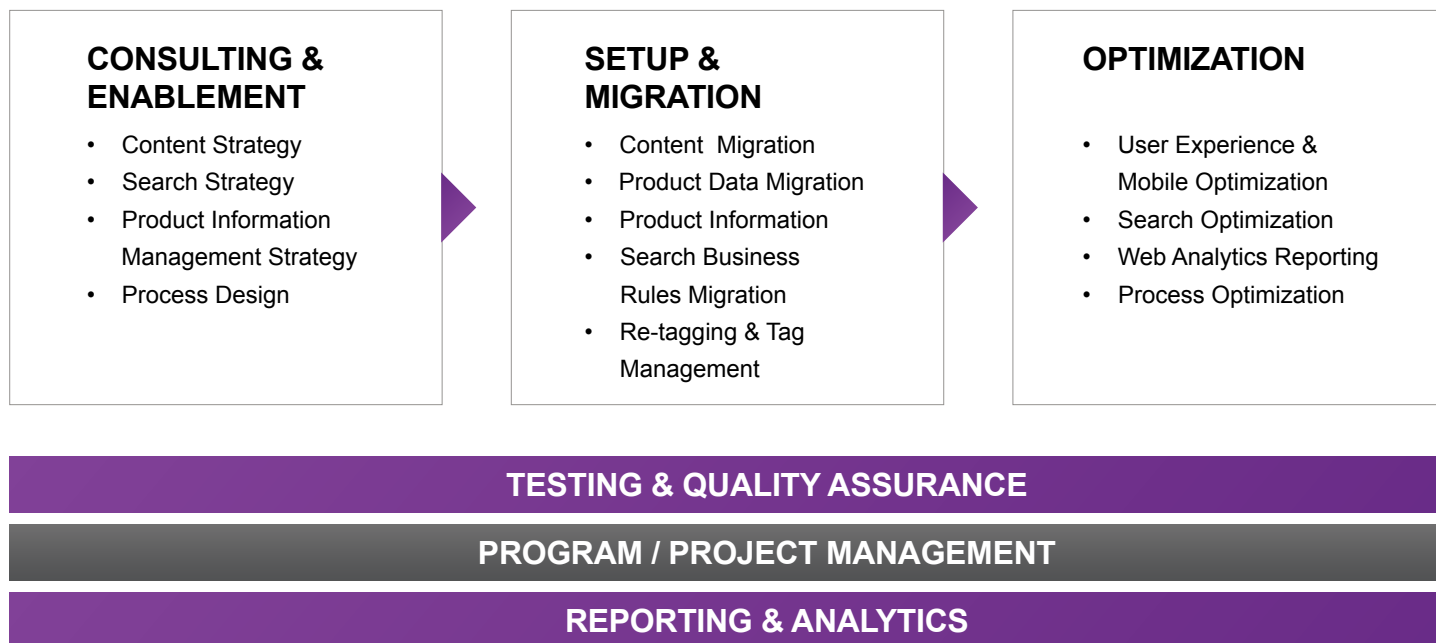 CONSULTING &
ENABLEMENT
• Content Strategy
• Search Strategy
• Product Information
Management Strategy
• Process Design
SETUP &
MIGRATION
• Content  Migration
• Product Data Migration
• Product Information
• Search Business
Rules Migration
• Re-tagging & Tag
Management
OPTIMIZATION
• User Experience &
Mobile Optimization
• Search Optimization
• Web Analytics Reporting
• Process Optimization
TESTING & QUALITY ASSURANCE
PROGRAM / PROJECT MANAGEMENT
REPORTING & ANALYTICS